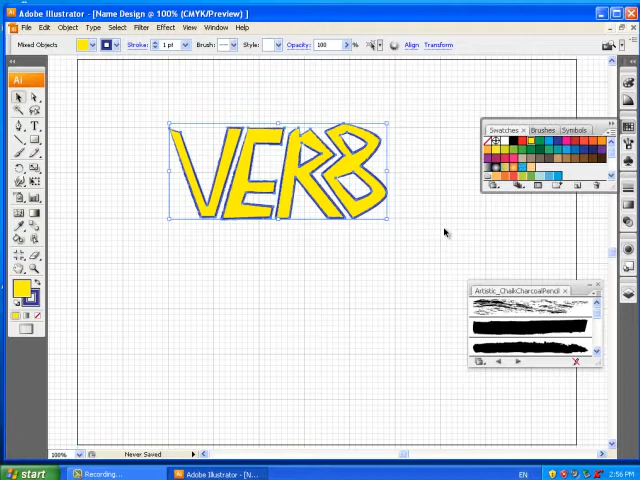 Adobe Illustrator - [Name Design @ 100% (CMYK/Preview) ]
File Edit Object Type Select Filter Effect View Window Help
Mixed Objects Stroke: 1 pt Brush: Style: Opacity: 100 Align Transform
Ai
VERB
Swatches Brushes Symbols
Artistic_ChalkCharcoalPencil
100% Never Saved
start Recording... Adobe Illustrator - [N... EN 2:56 PM